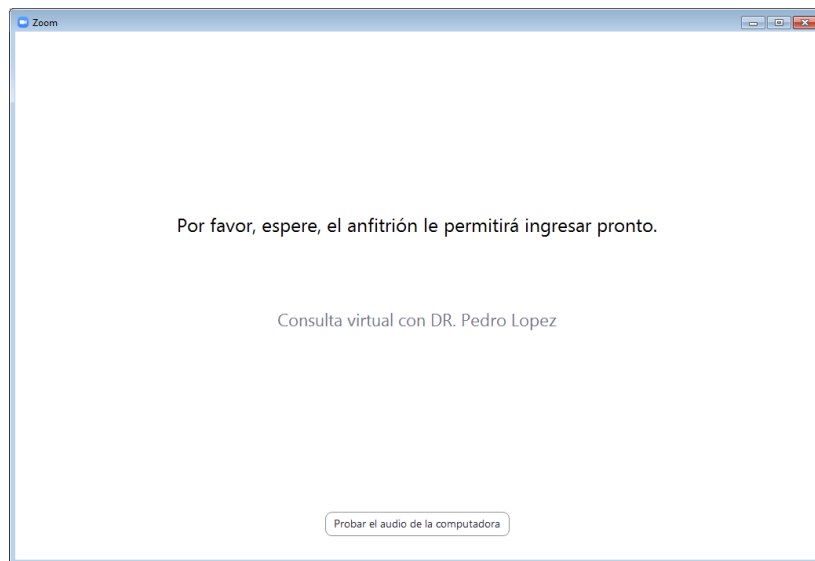 Zoom
Por favor, espere, el anfitrión le permitirá ingresar pronto.
Consulta virtual con DR. Pedro Lopez
Probar el audio de la computadora